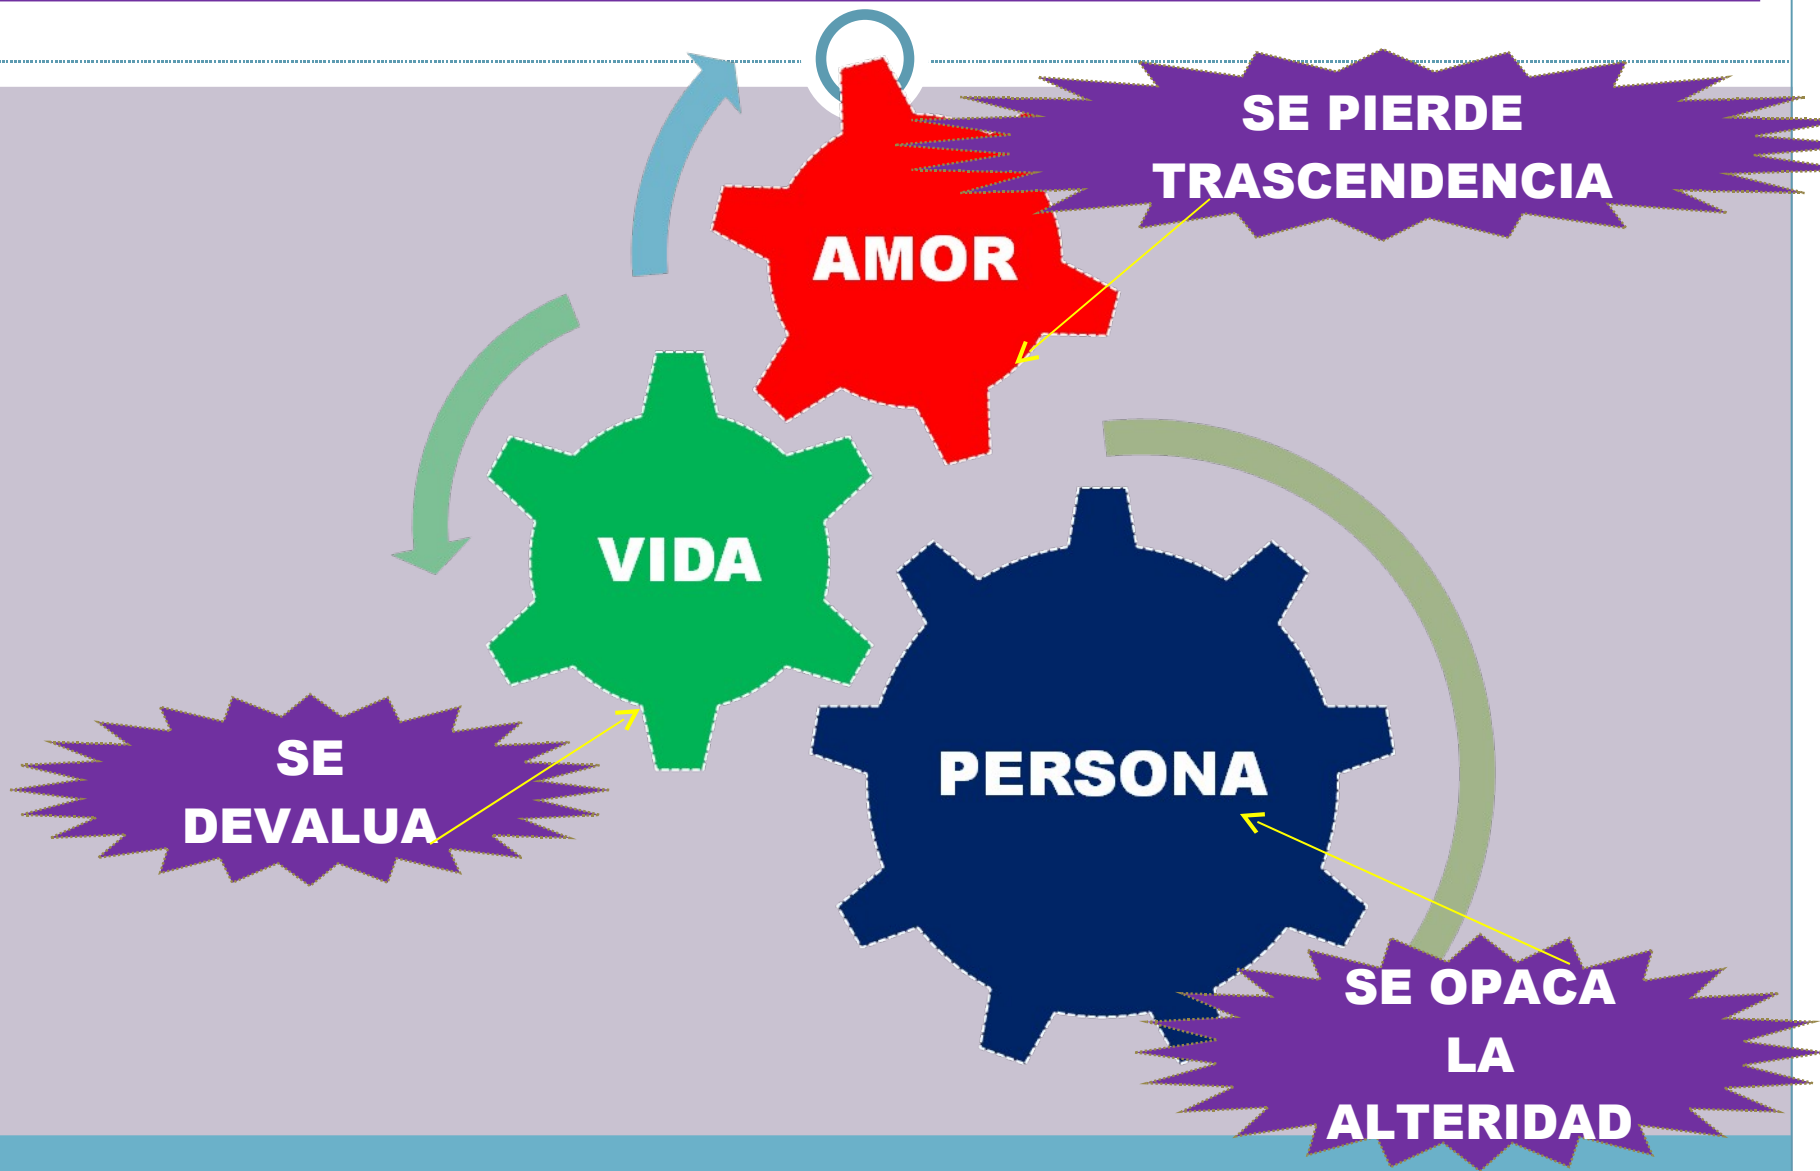 SE PIERDE
TRASCENDENCIA
AMOR
VIDA
SE
DEVALUA
PERSONA
SE OPACA
LA
ALTERIDAD